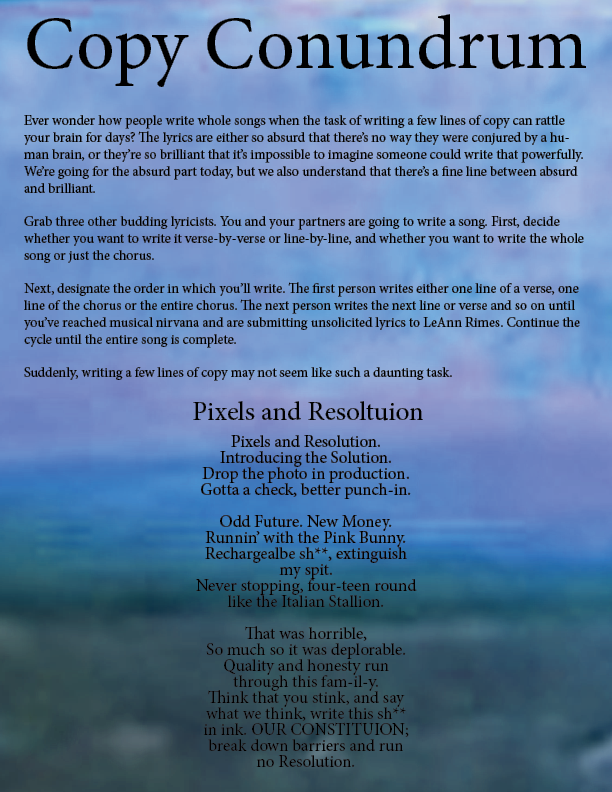 Copy Conundrum
Ever wonder how people write whole songs when the task of writing a few lines of copy can rattle
your brain for days? The lyrics are either so absurd that there's no way they were conjured by a hu-
man brain, or they're so brilliant that it's impossible to imagine someone could write that powerfully.
We're going for the absurd part today, but we also understand that there's a fine line between absurd
and brilliant.
Grab three other budding lyricists. You and your partners are going to write a song. First, decide
whether you want to write it verse-by-verse or line-by-line, and whether you want to write the whole
song or just the chorus.
Next, designate the order in which you'll write. The first person writes either one line of a verse, one
line of the chorus or the entire chorus. The next person writes the next line or verse and so on until
you've reached musical nirvana and are submitting unsolicited lyrics to LeAnn Rimes. Continue the
cycle until the entire song is complete.
Suddenly, writing a few lines of copy may not seem like such a daunting task.
Pixels and Resoltuion
Pixels and Resolution.
Introducing the Solution.
Drop the photo in production.
Gotta a check, better punch-in.
Odd Future. New Money.
Runnin' with the Pink Bunny.
Rechargealbe sh**, extinguish
my spit.
Never stopping, four-teen round
like the Italian Stallion.
That was horrible,
So much so it was deplorable.
Quality and honesty run
through this fam-il-y.
Think that you stink, and say
what we think, write this sh**
in ink. OUR CONSTITUION;
break down barriers and run
no Resolution.